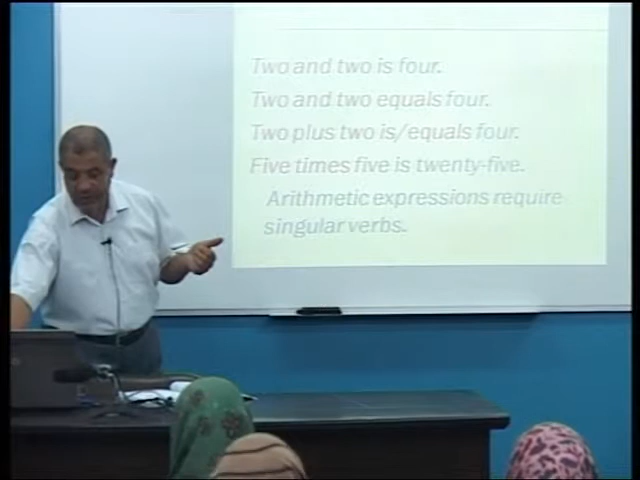 Two and two is four.
Two and two equals four.
Two plus two is/equals four.
Five times five is twenty-five.
Arithmetic expressions require
singular verbs.